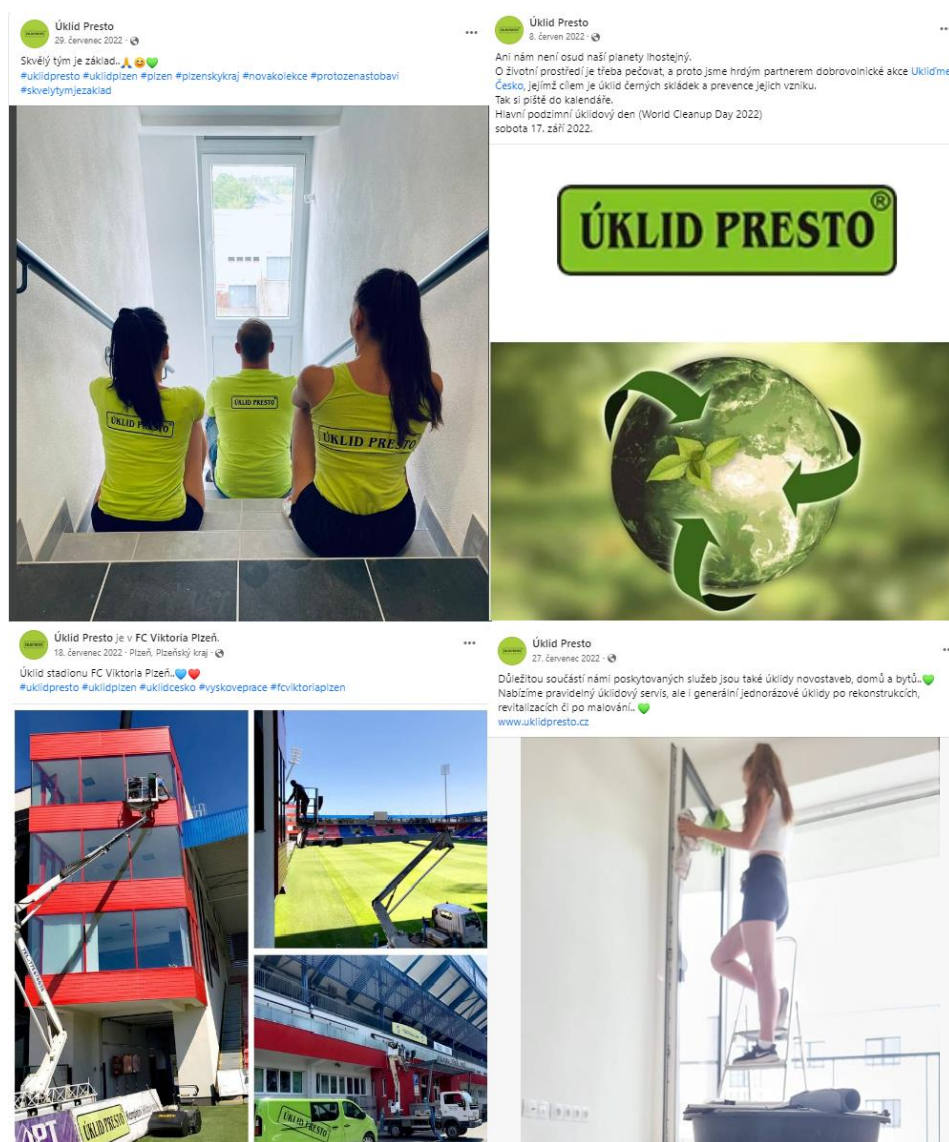 Úklid Presto
29. červenec 2022 ·
Skvělý tým je základ..🙏😊💚
#uklidpresto #uklidplzen #plzen #plzenskykraj #novakolekce #protozenastobavi
#skvelytymjezaklad
ÚKLID PRESTO
ÚKLID PRESTO
ÚKLID PRESTO
Úklid Presto
8. červen 2022 ·
Ani nám není osud naší planety lhostejný.
O životní prostředí je třeba pečovat, a proto jsme hrdým partnerem dobrovolnické akce Ukliďme
Česko, jejímž cílem je úklid černých skládek a prevence jejich vzniku.
Tak si piště do kalendáře.
Hlavní podzimní úklidový den (World Cleanup Day 2022)
sobota 17. září 2022.
ÚKLID PRESTO®
Úklid Presto je v FC Viktoria Plzeň.
18. červenec 2022 · Plzeň, Plzeňský kraj ·
Úklid stadionu FC Viktoria Plzeň..💙❤️
#uklidpresto #uklidplzen #uklidcesko #vyskoveprace #fcviktoriaplzen
APT
ÚKLID PRESTO
ÚKLID PRESTO
Úklid Presto
27. červenec 2022 ·
Důležitou součástí námi poskytovaných služeb jsou také úklidy novostaveb, domů a bytů..💚
Nabízíme pravidelný úklidový servis, ale i generální jednorázové úklidy po rekonstrukcích,
revitalizacích či po malování.. 💚
www.uklidpresto.cz